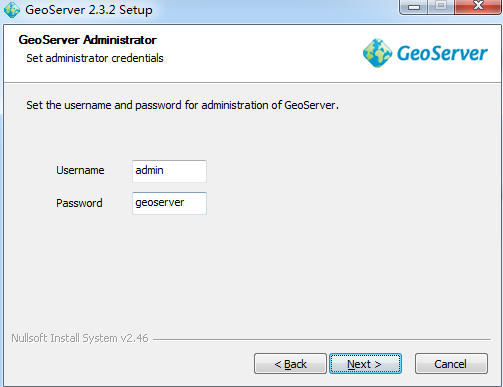 GeoServer 2.3.2 Setup
GeoServer Administrator
Set administrator credentials
GeoServer
Set the username and password for administration of GeoServer.
Username admin
Password geoserver
Nullsoft Install System v2.46
< Back Next > Cancel